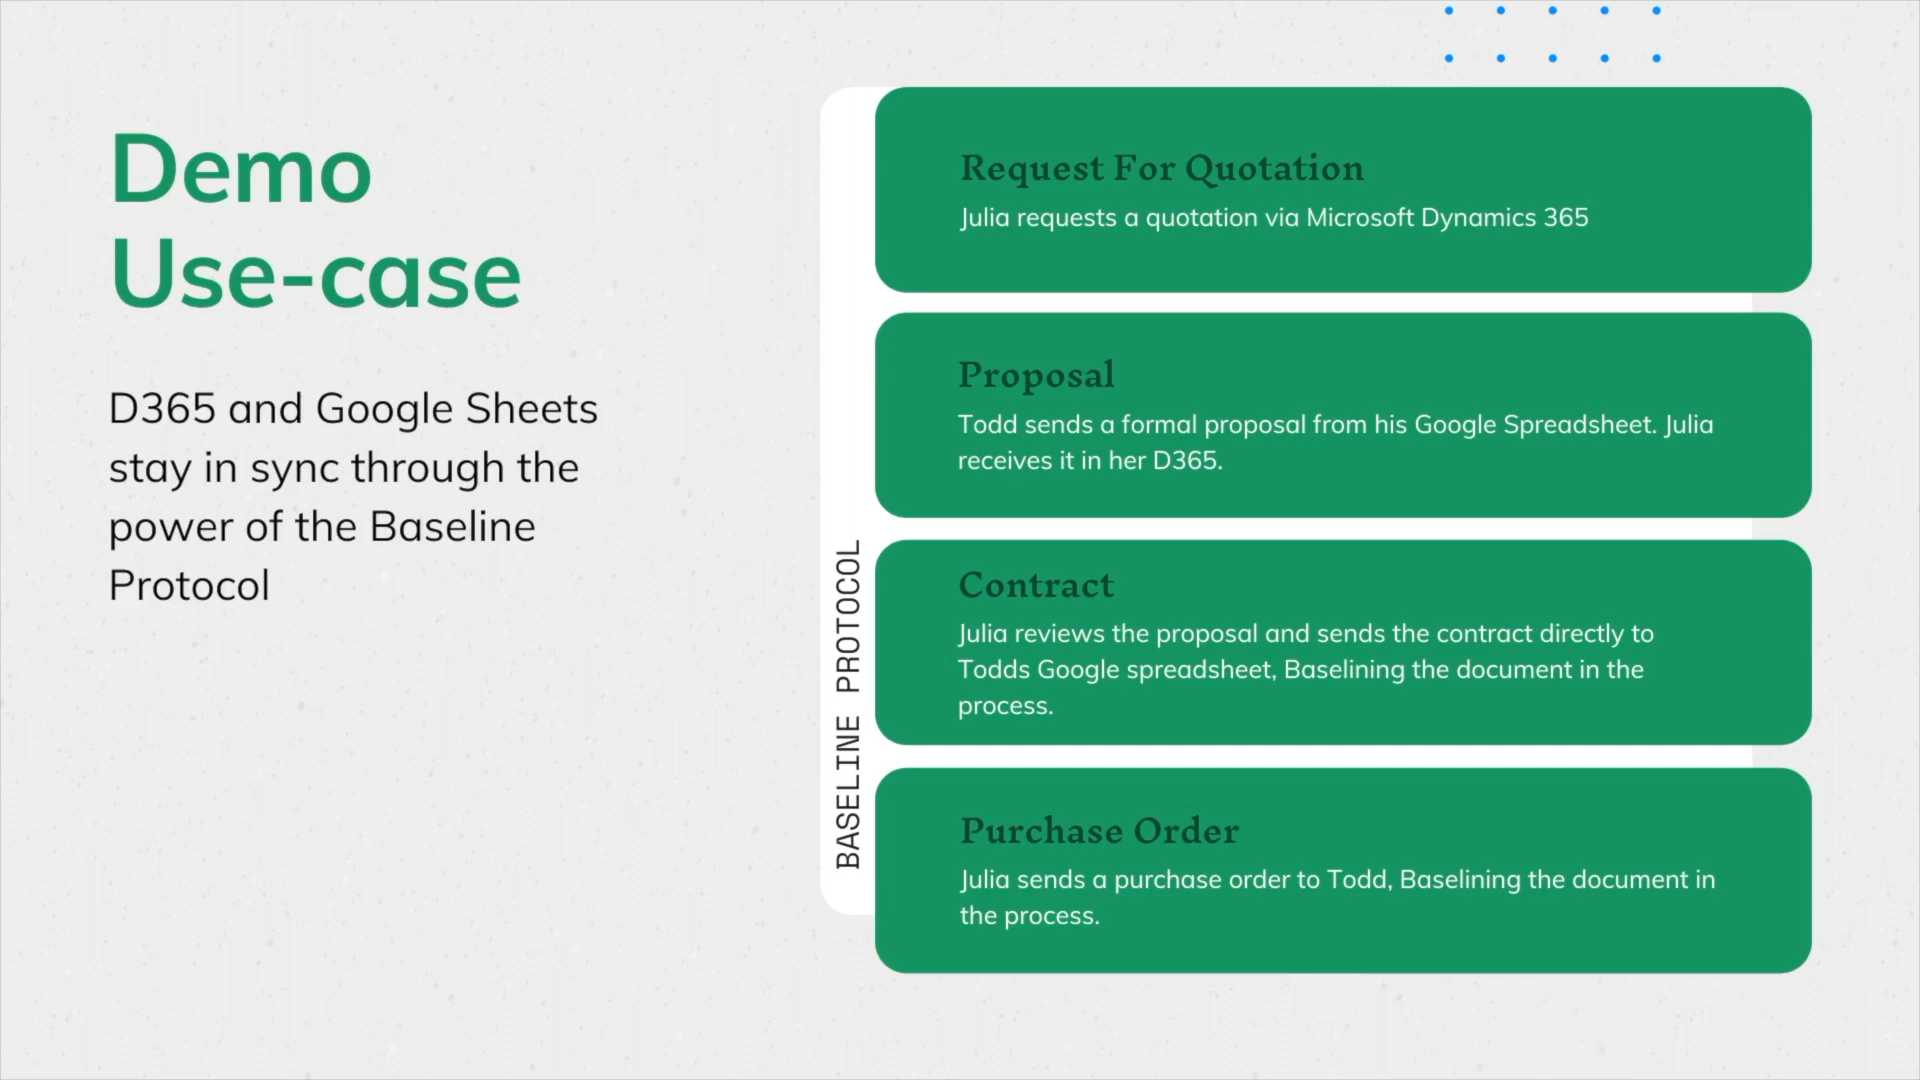 Demo
Use-case
D365 and Google Sheets
stay in sync through the
power of the Baseline
Protocol
BASELINE PROTOCOL
Request For Quotation
Julia requests a quotation via Microsoft Dynamics 365
Proposal
Todd sends a formal proposal from his Google Spreadsheet. Julia
receives it in her D365.
Contract
Julia reviews the proposal and sends the contract directly to
Todds Google spreadsheet, Baselining the document in the
process.
Purchase Order
Julia sends a purchase order to Todd, Baselining the document in
the process.